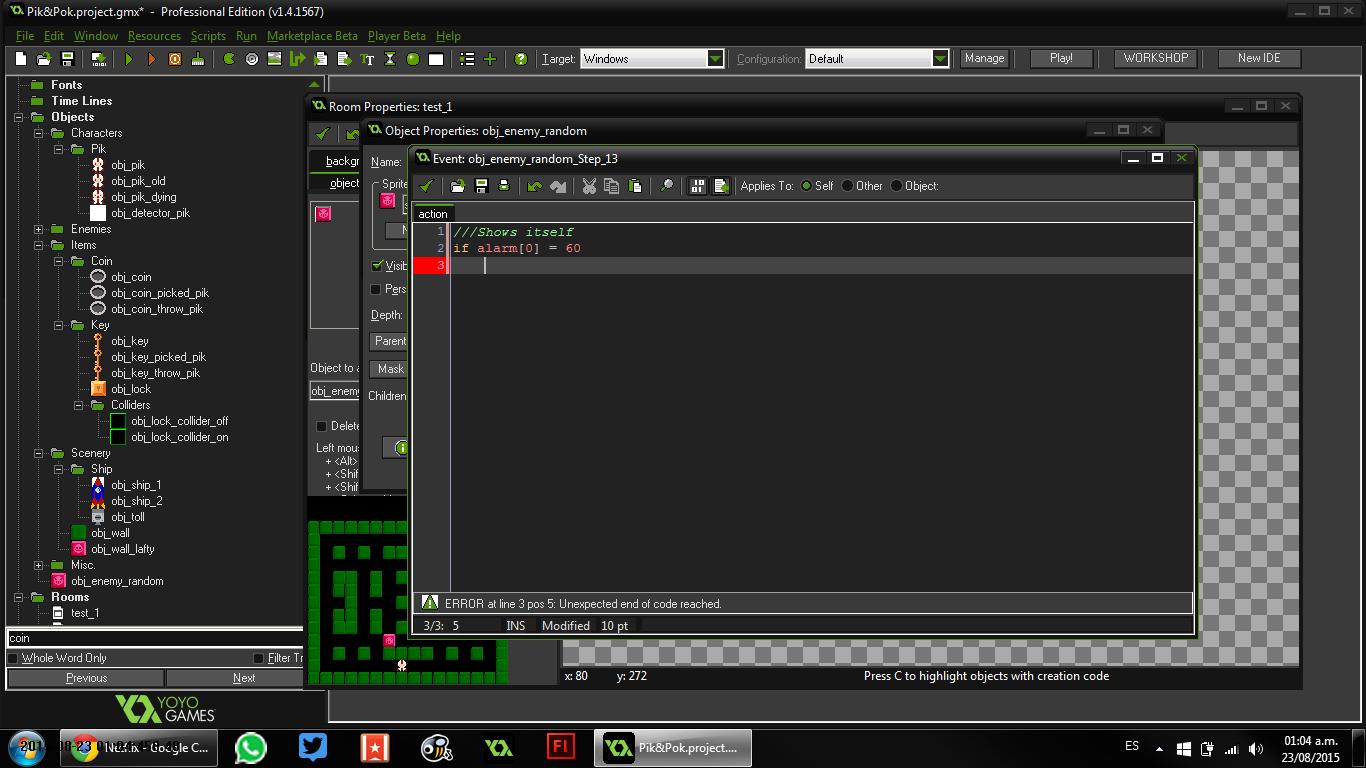 Pik&Pok.project.gmx* - Professional Edition (v1.4.1567)
File Edit Window Resources Scripts Run Marketplace Beta Player Beta Help
Target: Windows Configuration: Default Manage Play! WORKSHOP New IDE
Fonts
Time Lines
Objects
Characters
Pik
obj_pik
obj_pik_old
obj_pik_dying
obj_detector_pik
Enemies
Items
Coin
obj_coin
obj_coin_picked_pik
obj_coin_throw_pik
Key
obj_key
obj_key_picked_pik
obj_key_throw_pik
obj_lock
Colliders
obj_lock_collider_off
obj_lock_collider_on
Scenery
Ship
obj_ship_1
obj_ship_2
obj_toll
obj_wall
obj_wall_lafty
Misc.
obj_enemy_random
Rooms
test_1
coin
Whole Word Only Filter Tr
Previous Next
YOYO
GAMES
Room Properties: test_1
backgr
object
Object to a
obj_enemy
Delete
Left mous
+ <Alt>
+ <Shif
+ <Shif
Object Properties: obj_enemy_random
Name:
Sprite
N
Visib
Pers
Depth:
Parent
Mask
Children
Event: obj_enemy_random_Step_13
Applies To: Self Other Object:
action
1 ///Shows itself
2 if alarm[0] = 60
3
ERROR at line 3 pos 5: Unexpected end of code reached.
3/3: 5 INS Modified 10 pt
x: 80 y: 272 Press C to highlight objects with creation code
Netflix - Google C...
Fl
Pik&Pok.project....
ES
01:04 a.m.
23/08/2015